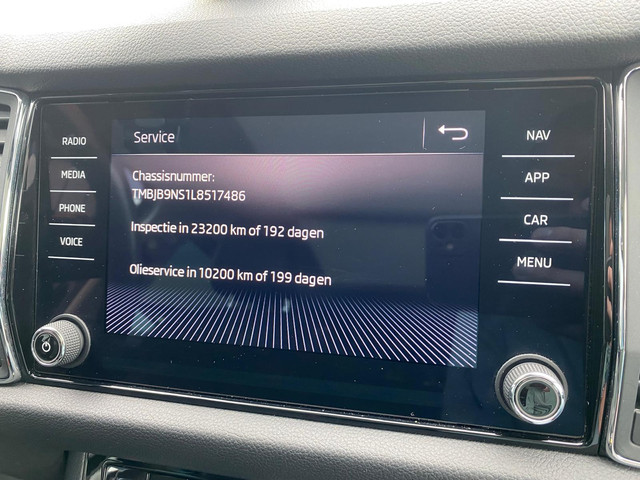 Service
Chassisnummer:
TMBJB9NS1L8517486
Inspectie in 23200 km of 192 dagen
Olieservice in 10200 km of 199 dagen
RADIO
MEDIA
PHONE
VOICE
NAV
APP
CAR
MENU